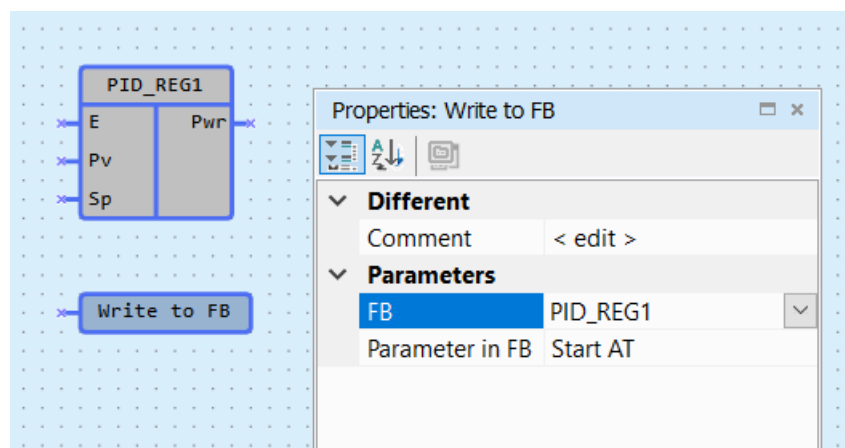 PID_REG1
E Pwr
Pv
Sp
Write to FB
Properties: Write to FB
Different
Comment < edit >
Parameters
FB PID_REG1
Parameter in FB Start AT